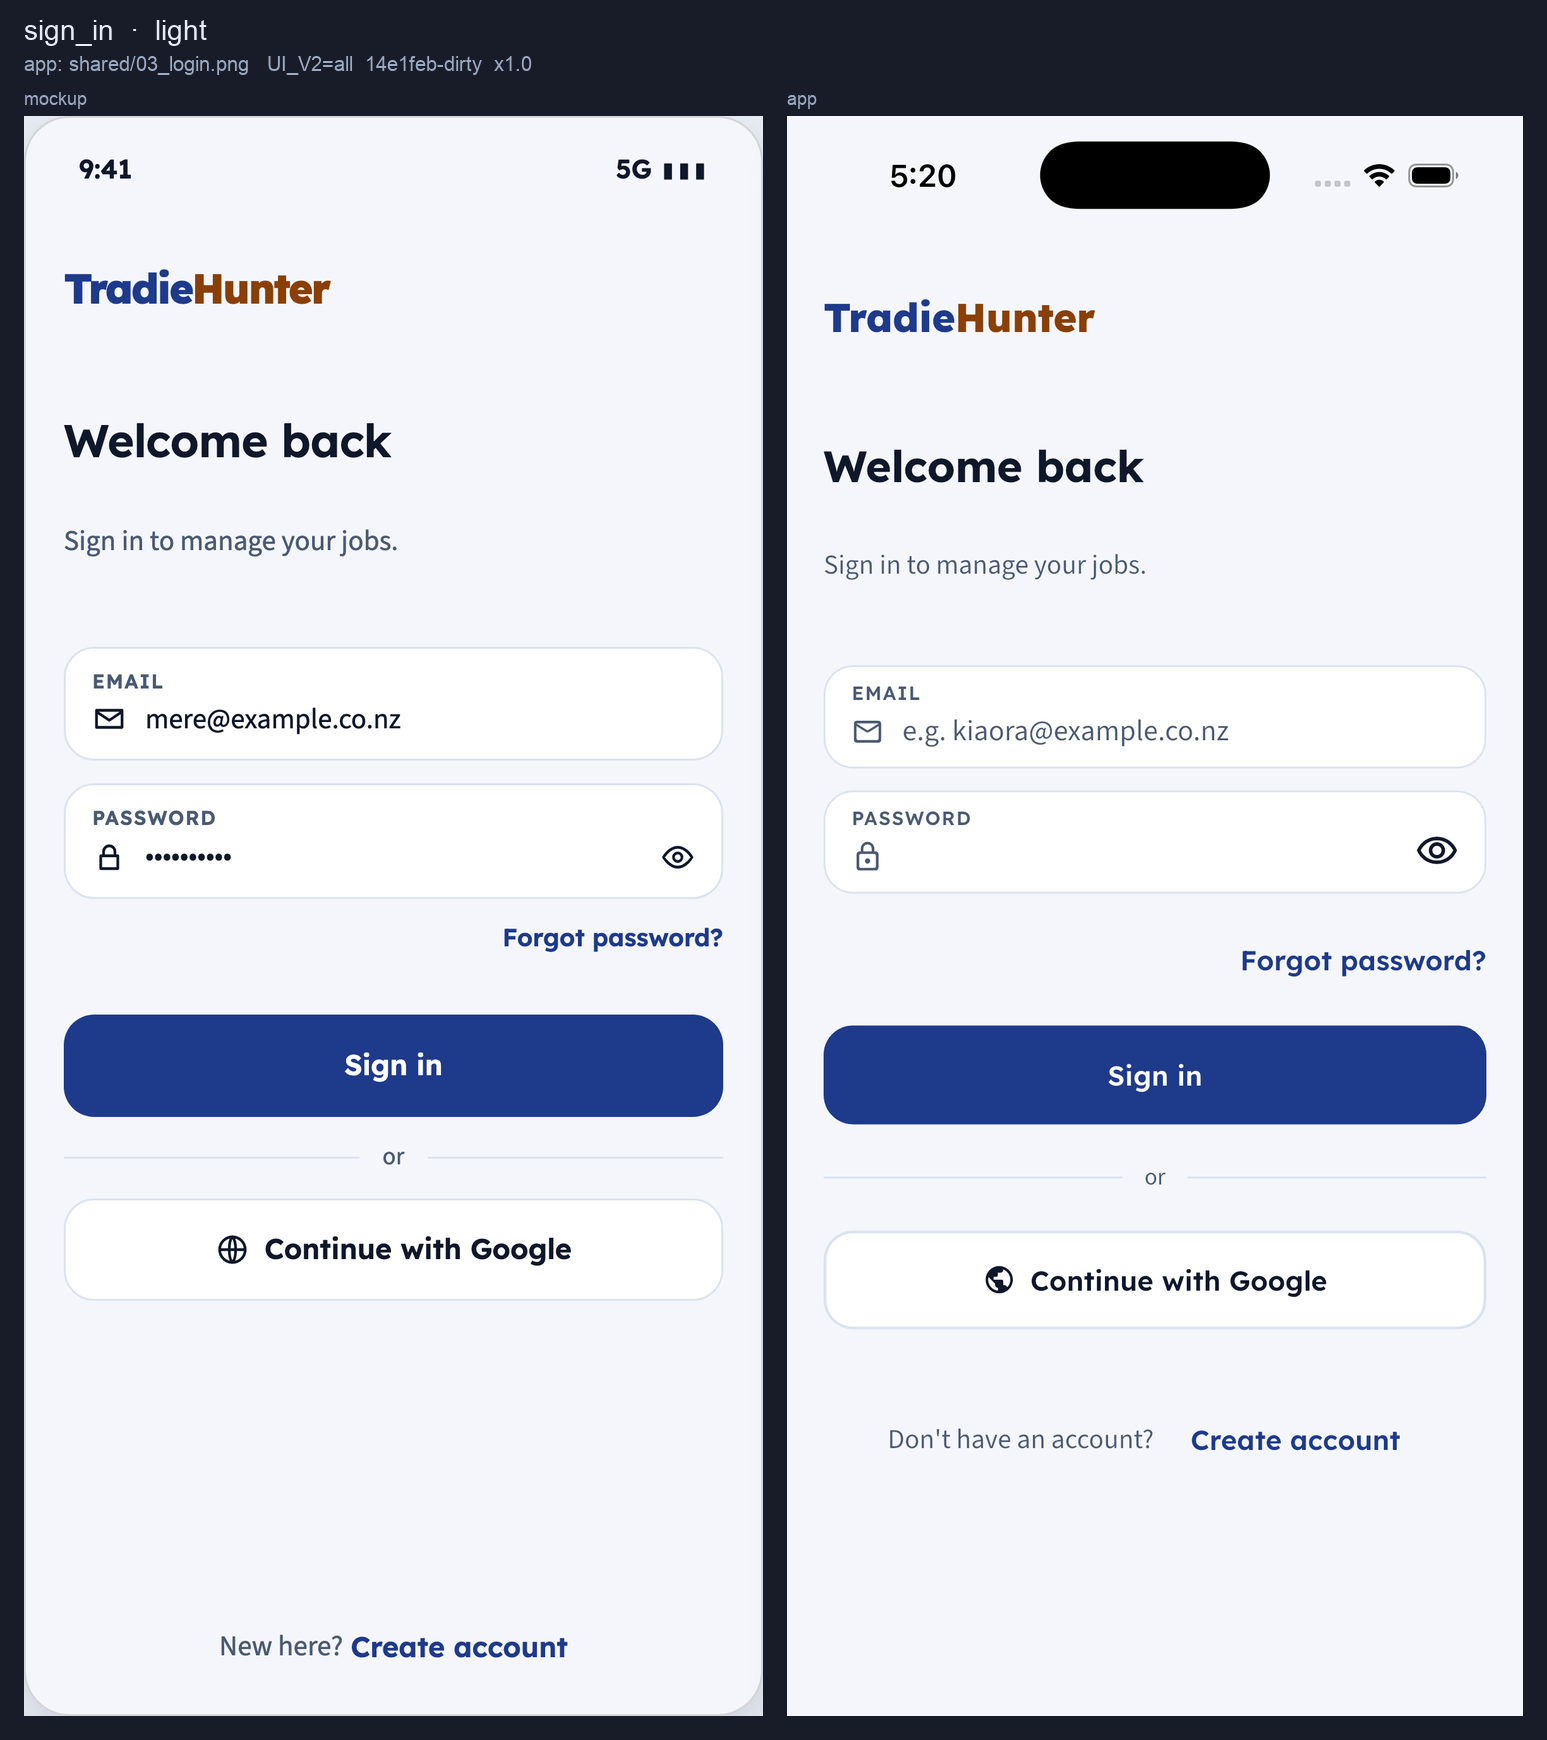 sign_in · light
app: shared/03_login.png UI_V2=all 14e1feb-dirty x1.0
mockup
9:41
5G
TradieHunter
Welcome back
Sign in to manage your jobs.
EMAIL
mere@example.co.nz
PASSWORD
••••••••••
Forgot password?
Sign in
or
Continue with Google
New here? Create account
app
5:20
TradieHunter
Welcome back
Sign in to manage your jobs.
EMAIL
e.g. kiaora@example.co.nz
PASSWORD
Forgot password?
Sign in
or
Continue with Google
Don't have an account? Create account